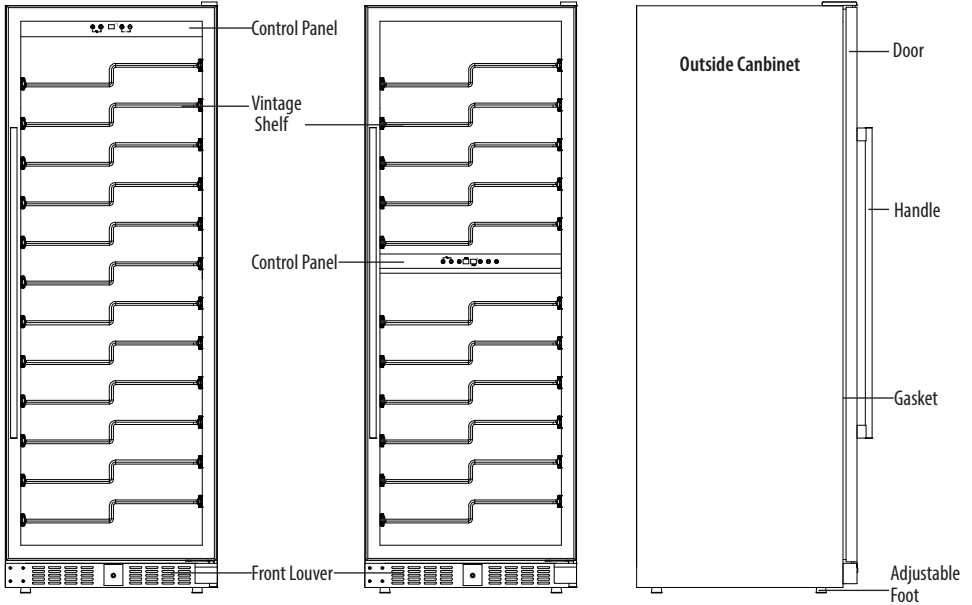 Control Panel
Vintage
Shelf
Control Panel
Front Louver
Outside Canbinet
Door
Handle
Gasket
Adjustable
Foot